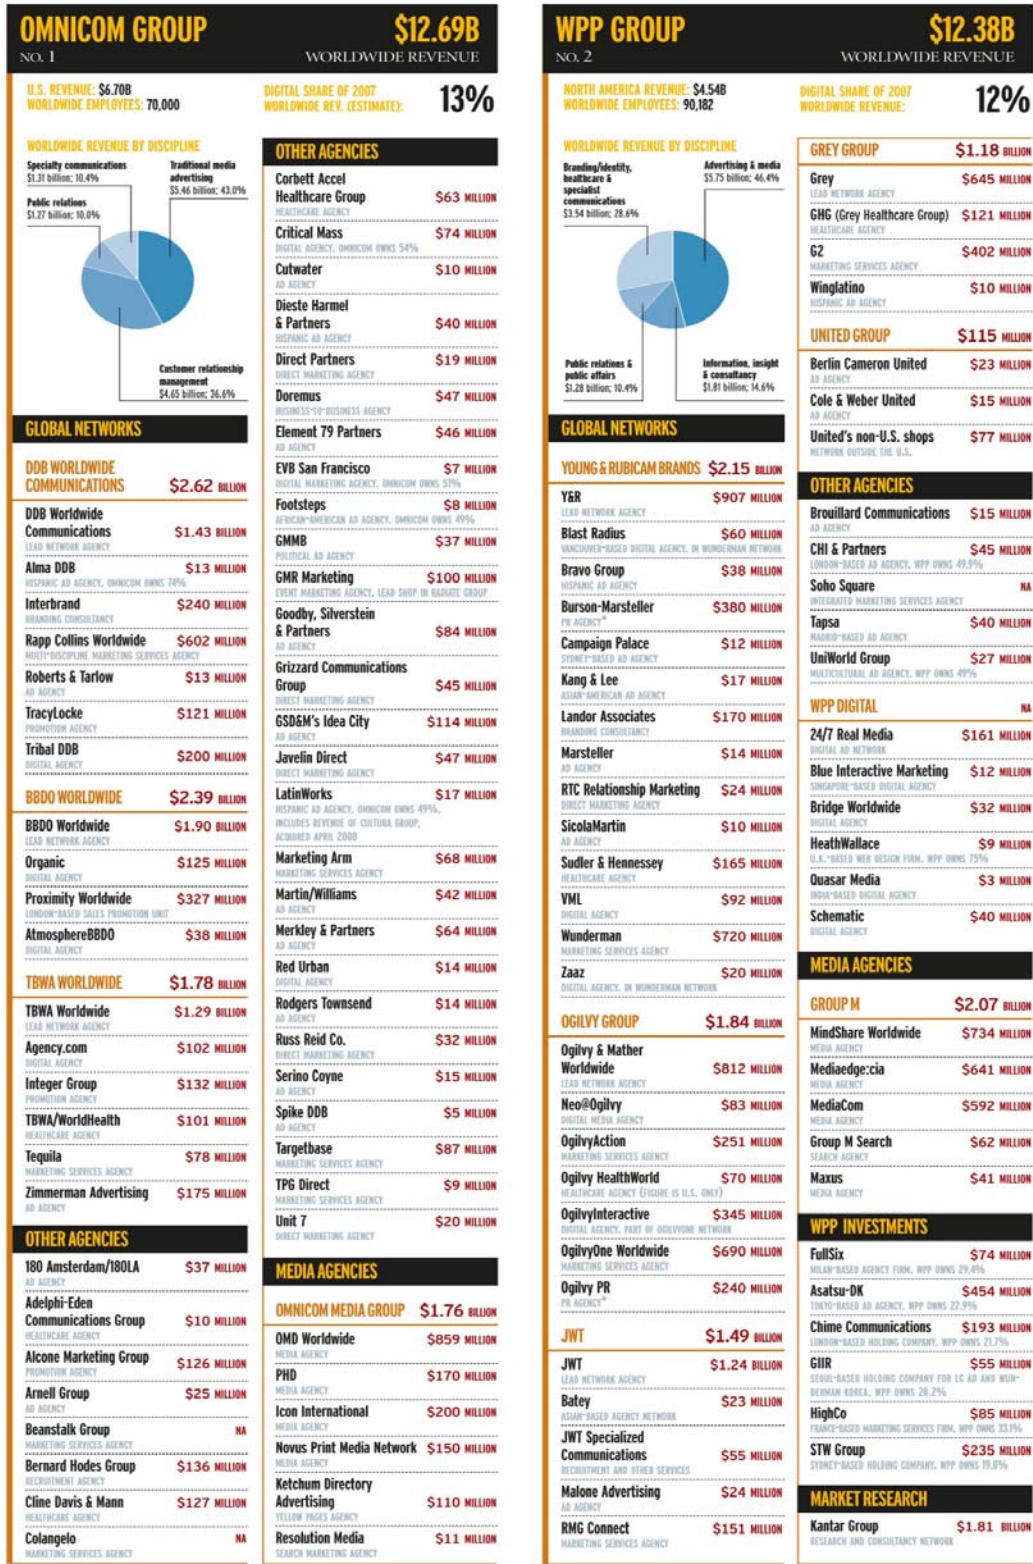 OMNICOM GROUP
$12.69B
NO. 1
WORLDWIDE REVENUE
U.S. REVENUE: $6.70B
WORLDWIDE EMPLOYEES: 70,000
DIGITAL SHARE OF 2007
WORLDWIDE REV. (ESTIMATE):
13%
WORLDWIDE REVENUE BY DISCIPLINE
Specialty communications
$1.31 billion; 10.4%
Traditional media
advertising
$5.46 billion; 43.0%
Public relations
$1.27 billion; 10.0%
Customer relationship
management
$4.65 billion; 36.6%
GLOBAL NETWORKS
DDB WORLDWIDE
COMMUNICATIONS $2.62 BILLION
DDB Worldwide
Communications $1.43 BILLION
LEAD NETWORK AGENCY
Alma DDB $13 MILLION
HISPANIC AD AGENCY. OMNICOM OWNS 74%
Interbrand $240 MILLION
BRANDING CONSULTANCY
Rapp Collins Worldwide $602 MILLION
MULTI-DISCIPLINE MARKETING SERVICES AGENCY
Roberts & Tarlow $13 MILLION
AD AGENCY
TracyLocke $121 MILLION
PROMOTION AGENCY
Tribal DDB $200 MILLION
DIGITAL AGENCY
BBDO WORLDWIDE $2.39 BILLION
BBDO Worldwide $1.90 BILLION
LEAD NETWORK AGENCY
Organic $125 MILLION
DIGITAL AGENCY
Proximity Worldwide $327 MILLION
LONDON-BASED SALES PROMOTION UNIT
AtmosphereBBDO $38 MILLION
DIGITAL AGENCY
TBWA WORLDWIDE $1.78 BILLION
TBWA Worldwide $1.29 BILLION
LEAD NETWORK AGENCY
Agency.com $102 MILLION
DIGITAL AGENCY
Integer Group $132 MILLION
PROMOTION AGENCY
TBWA/WorldHealth $101 MILLION
HEALTHCARE AGENCY
Tequila $78 MILLION
MARKETING SERVICES AGENCY
Zimmerman Advertising $175 MILLION
AD AGENCY
OTHER AGENCIES
180 Amsterdam/180LA $37 MILLION
AD AGENCY
Adelphi-Eden
Communications Group $10 MILLION
HEALTHCARE AGENCY
Alcone Marketing Group $126 MILLION
PROMOTION AGENCY
Arnell Group $25 MILLION
AD AGENCY
Beanstalk Group NA
MARKETING SERVICES AGENCY
Bernard Hodes Group $136 MILLION
RECRUITMENT AGENCY
Cline Davis & Mann $127 MILLION
HEALTHCARE AGENCY
Colangelo NA
MARKETING SERVICES AGENCY
OTHER AGENCIES
Corbett Accel
Healthcare Group $63 MILLION
HEALTHCARE AGENCY
Critical Mass $74 MILLION
DIGITAL AGENCY. OMNICOM OWNS 54%
Cutwater $10 MILLION
AD AGENCY
Dieste Harmel
& Partners $40 MILLION
HISPANIC AD AGENCY
Direct Partners $19 MILLION
DIRECT MARKETING AGENCY
Doremus $47 MILLION
BUSINESS-TO-BUSINESS AGENCY
Element 79 Partners $46 MILLION
AD AGENCY
EVB San Francisco $7 MILLION
DIGITAL MARKETING AGENCY. OMNICOM OWNS 51%
Footsteps $8 MILLION
AFRICAN-AMERICAN AD AGENCY. OMNICOM OWNS 49%
GMMB $37 MILLION
POLITICAL AD AGENCY
GMR Marketing $100 MILLION
EVENT MARKETING AGENCY. LEAD SHOP IN RADIATE GROUP
Goodby, Silverstein
& Partners $84 MILLION
AD AGENCY
Grizzard Communications
Group $45 MILLION
DIRECT MARKETING AGENCY
GSD&M's Idea City $114 MILLION
AD AGENCY
Javelin Direct $47 MILLION
DIRECT MARKETING AGENCY
LatinWorks $17 MILLION
HISPANIC AD AGENCY. OMNICOM OWNS 49%.
INCLUDES REVENUE OF CULTURA GROUP,
ACQUIRED APRIL 2008
Marketing Arm $68 MILLION
MARKETING SERVICES AGENCY
Martin/Williams $42 MILLION
AD AGENCY
Merkley & Partners $64 MILLION
AD AGENCY
Red Urban $14 MILLION
DIGITAL AGENCY
Rodgers Townsend $14 MILLION
AD AGENCY
Russ Reid Co. $32 MILLION
DIRECT MARKETING AGENCY
Serino Coyne $15 MILLION
AD AGENCY
Spike DDB $5 MILLION
AD AGENCY
Targetbase $87 MILLION
MARKETING SERVICES AGENCY
TPG Direct $9 MILLION
MARKETING SERVICES AGENCY
Unit 7 $20 MILLION
DIRECT MARKETING AGENCY
MEDIA AGENCIES
OMNICOM MEDIA GROUP $1.76 BILLION
OMD Worldwide $859 MILLION
MEDIA AGENCY
PHD $170 MILLION
MEDIA AGENCY
Icon International $200 MILLION
MEDIA AGENCY
Novus Print Media Network $150 MILLION
MEDIA AGENCY
Ketchum Directory
Advertising $110 MILLION
YELLOW PAGES AGENCY
Resolution Media $11 MILLION
SEARCH MARKETING AGENCY
WPP GROUP
$12.38B
NO. 2
WORLDWIDE REVENUE
NORTH AMERICA REVENUE: $4.54B
WORLDWIDE EMPLOYEES: 90,182
DIGITAL SHARE OF 2007
WORLDWIDE REVENUE:
12%
WORLDWIDE REVENUE BY DISCIPLINE
Branding/identity,
healthcare &
specialist
communications
$3.54 billion; 28.6%
Advertising & media
$5.75 billion; 46.4%
Public relations &
public affairs
$1.28 billion; 10.4%
Information, insight
& consultancy
$1.81 billion; 14.6%
GLOBAL NETWORKS
YOUNG & RUBICAM BRANDS $2.15 BILLION
Y&R $907 MILLION
LEAD NETWORK AGENCY
Blast Radius $60 MILLION
VANCOUVER-BASED DIGITAL AGENCY. IN WUNDERMAN NETWORK
Bravo Group $38 MILLION
HISPANIC AD AGENCY
Burson-Marsteller $380 MILLION
PR AGENCY*
Campaign Palace $12 MILLION
SYDNEY-BASED AD AGENCY
Kang & Lee $17 MILLION
ASIAN-AMERICAN AD AGENCY
Landor Associates $170 MILLION
BRANDING CONSULTANCY
Marsteller $14 MILLION
AD AGENCY
RTC Relationship Marketing $24 MILLION
DIRECT MARKETING AGENCY
SicolaMartin $10 MILLION
AD AGENCY
Sudler & Hennessey $165 MILLION
HEALTHCARE AGENCY
VML $92 MILLION
DIGITAL AGENCY
Wunderman $720 MILLION
MARKETING SERVICES AGENCY
Zaaz $20 MILLION
DIGITAL AGENCY. IN WUNDERMAN NETWORK
OGILVY GROUP $1.84 BILLION
Ogilvy & Mather
Worldwide $812 MILLION
LEAD NETWORK AGENCY
Neo@Ogilvy $83 MILLION
DIGITAL MEDIA AGENCY
OgilvyAction $251 MILLION
MARKETING SERVICES AGENCY
Ogilvy HealthWorld $70 MILLION
HEALTHCARE AGENCY (FIGURE IS U.S. ONLY)
OgilvyInteractive $345 MILLION
DIGITAL AGENCY. PART OF OGILVYONE NETWORK
OgilvyOne Worldwide $690 MILLION
MARKETING SERVICES AGENCY
Ogilvy PR $240 MILLION
PR AGENCY*
JWT $1.49 BILLION
JWT $1.24 BILLION
LEAD NETWORK AGENCY
Batey $23 MILLION
ASIAN-BASED AGENCY NETWORK
JWT Specialized
Communications $55 MILLION
RECRUITMENT AND OTHER SERVICES
Malone Advertising $24 MILLION
AD AGENCY
RMG Connect $151 MILLION
MARKETING SERVICES AGENCY
GREY GROUP $1.18 BILLION
Grey $645 MILLION
LEAD NETWORK AGENCY
GHG (Grey Healthcare Group) $121 MILLION
HEALTHCARE AGENCY
G2 $402 MILLION
MARKETING SERVICES AGENCY
Winglatino $10 MILLION
HISPANIC AD AGENCY
UNITED GROUP $115 MILLION
Berlin Cameron United $23 MILLION
AD AGENCY
Cole & Weber United $15 MILLION
AD AGENCY
United's non-U.S. shops $77 MILLION
NETWORK OUTSIDE THE U.S.
OTHER AGENCIES
Brouillard Communications $15 MILLION
AD AGENCY
CHI & Partners $45 MILLION
LONDON-BASED AD AGENCY. WPP OWNS 49.9%
Soho Square NA
INTEGRATED MARKETING SERVICES AGENCY
Tapsa $40 MILLION
MADRID-BASED AD AGENCY
UniWorld Group $27 MILLION
MULTICULTURAL AD AGENCY. WPP OWNS 49%
WPP DIGITAL NA
24/7 Real Media $161 MILLION
DIGITAL AD NETWORK
Blue Interactive Marketing $12 MILLION
SINGAPORE-BASED DIGITAL AGENCY
Bridge Worldwide $32 MILLION
DIGITAL AGENCY
HeathWallace $9 MILLION
U.K.-BASED WEB DESIGN FIRM. WPP OWNS 75%
Quasar Media $3 MILLION
INDIA-BASED DIGITAL AGENCY
Schematic $40 MILLION
DIGITAL AGENCY
MEDIA AGENCIES
GROUP M $2.07 BILLION
MindShare Worldwide $734 MILLION
MEDIA AGENCY
Mediaedge:cia $641 MILLION
MEDIA AGENCY
MediaCom $592 MILLION
MEDIA AGENCY
Group M Search $62 MILLION
SEARCH AGENCY
Maxus $41 MILLION
MEDIA AGENCY
WPP INVESTMENTS
FullSix $74 MILLION
MILAN-BASED AGENCY FIRM. WPP OWNS 29.4%
Asatsu-DK $454 MILLION
TOKYO-BASED AD AGENCY. WPP OWNS 22.9%
Chime Communications $193 MILLION
LONDON-BASED HOLDING COMPANY. WPP OWNS 21.7%
GIIR $55 MILLION
SEOUL-BASED HOLDING COMPANY FOR LG AD AND WUN-
DERMAN KOREA. WPP OWNS 28.2%
HighCo $85 MILLION
FRANCE-BASED MARKETING SERVICES FIRM. WPP OWNS 33.1%
STW Group $235 MILLION
SYDNEY-BASED HOLDING COMPANY. WPP OWNS 19.8%
MARKET RESEARCH
Kantar Group $1.81 BILLION
RESEARCH AND CONSULTANCY NETWORK